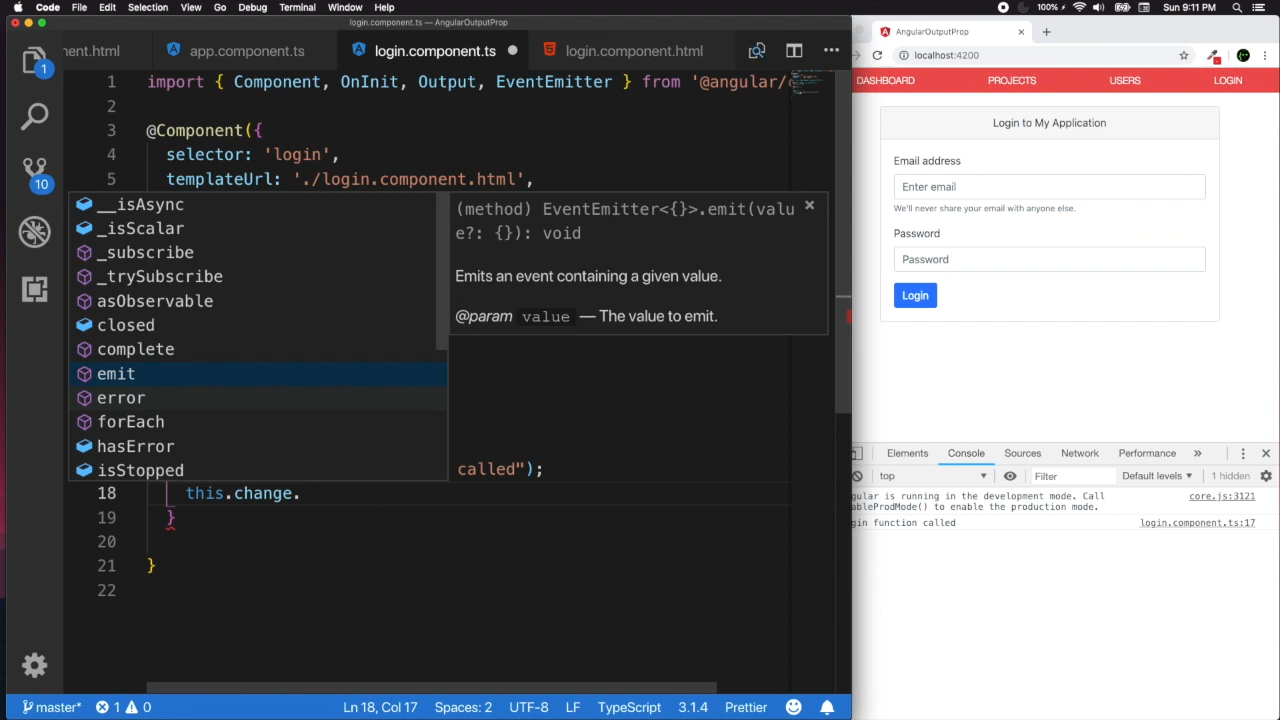 Code File Edit Selection View Go Debug Terminal Window Help
100% Sun 9:11 PM
login.component.ts — AngularOutputProp
nent.html app.component.ts login.component.ts login.component.html
1 import { Component, OnInit, Output, EventEmitter } from '@angular/c
2
3 @Component({
4 selector: 'login',
5 templateUrl: './login.component.html',
__isAsync
_isScalar
_subscribe
_trySubscribe
asObservable
closed
complete
emit
error
forEach
hasError
isStopped
(method) EventEmitter<{}>.emit(valu
e?: {}): void
Emits an event containing a given value.
@param value — The value to emit.
called");
18 this.change.
19 }
20
21 }
22
1
10
master* 1 0 Ln 18, Col 17 Spaces: 2 UTF-8 LF TypeScript 3.1.4 Prettier
AngularOutputProp
localhost:4200
DASHBOARD PROJECTS USERS LOGIN
Login to My Application
Email address
Enter email
We'll never share your email with anyone else.
Password
Password
Login
Elements Console Sources Network Performance »
top Filter Default levels 1 hidden
gular is running in the development mode. Call core.js:3121
ableProdMode() to enable the production mode.
gin function called login.component.ts:17